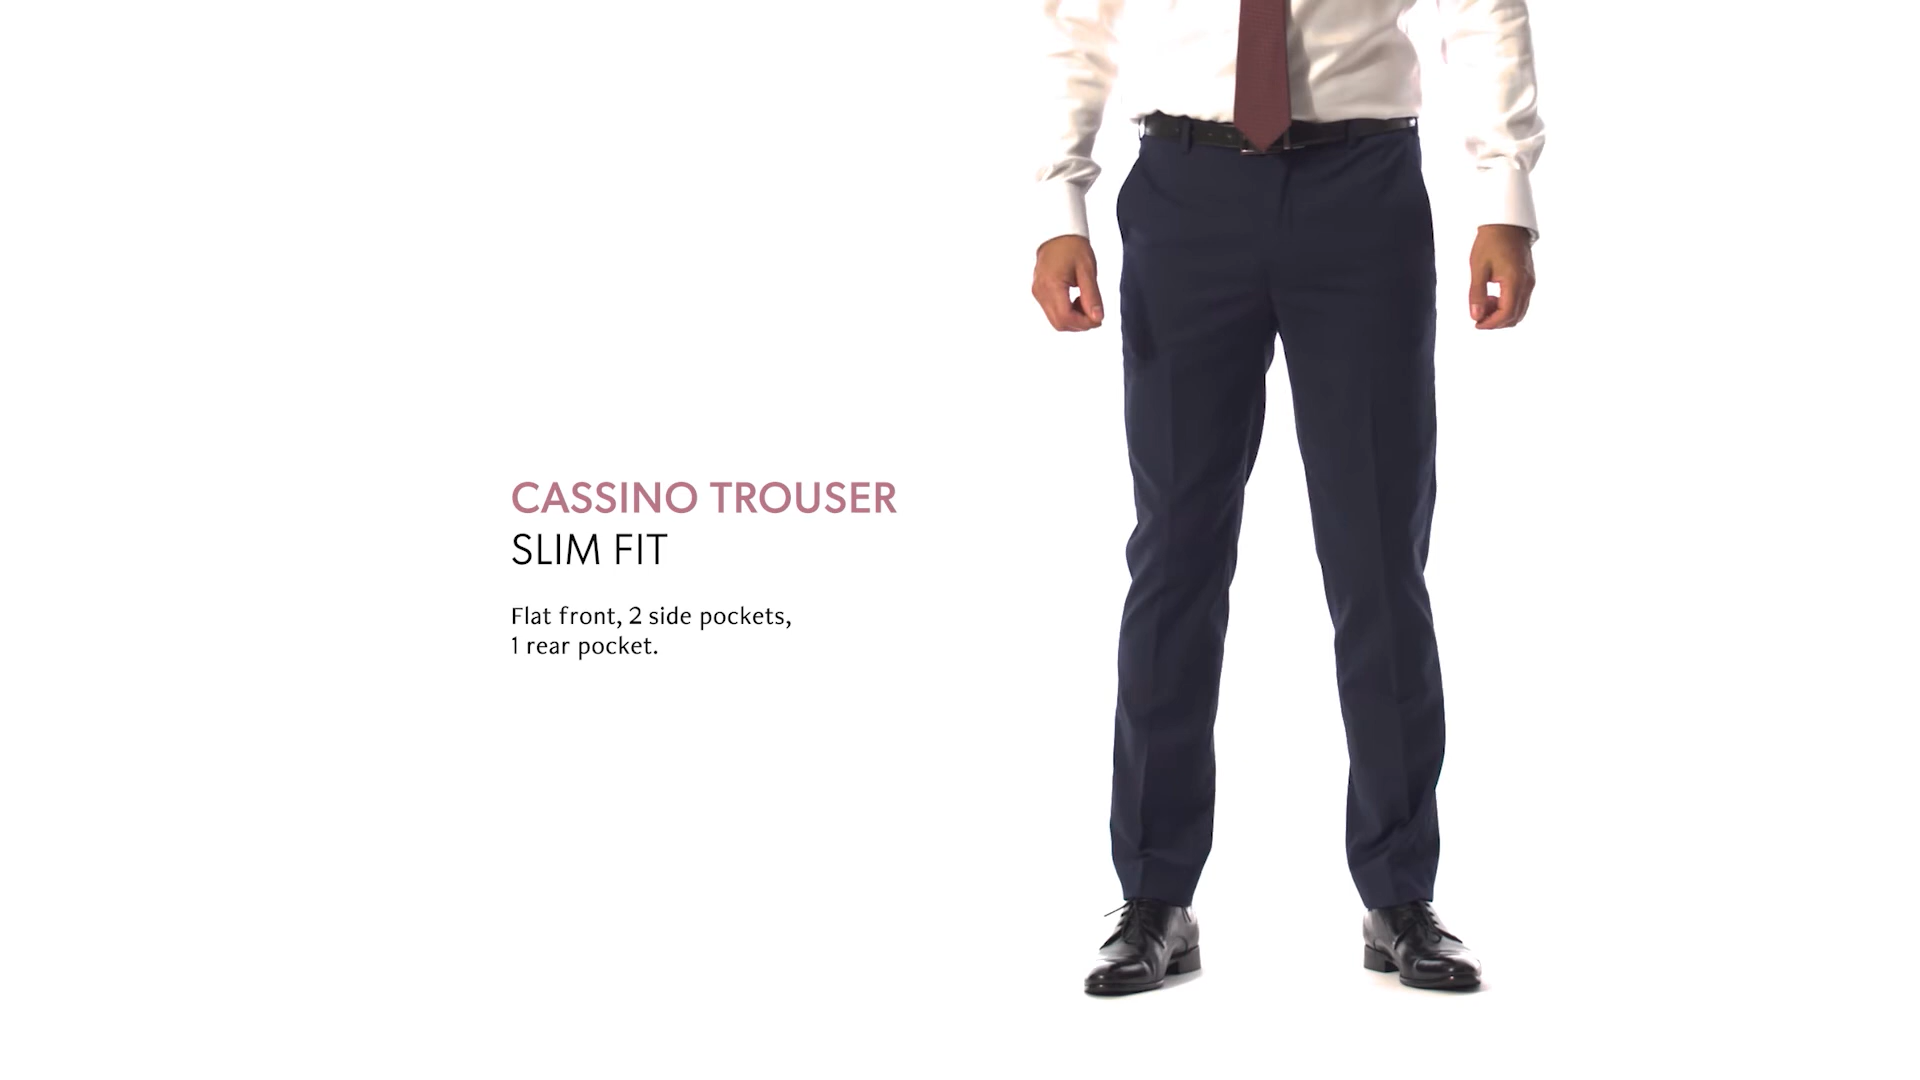 CASSINO TROUSER
SLIM FIT
Flat front, 2 side pockets,
1 rear pocket.